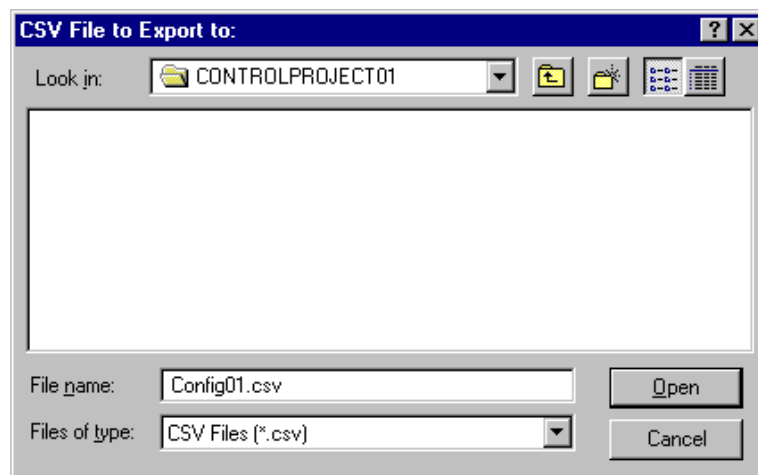 CSV File to Export to:
Look in: CONTROLPROJECT01
File name: Config01.csv Open
Files of type: CSV Files (*.csv) Cancel